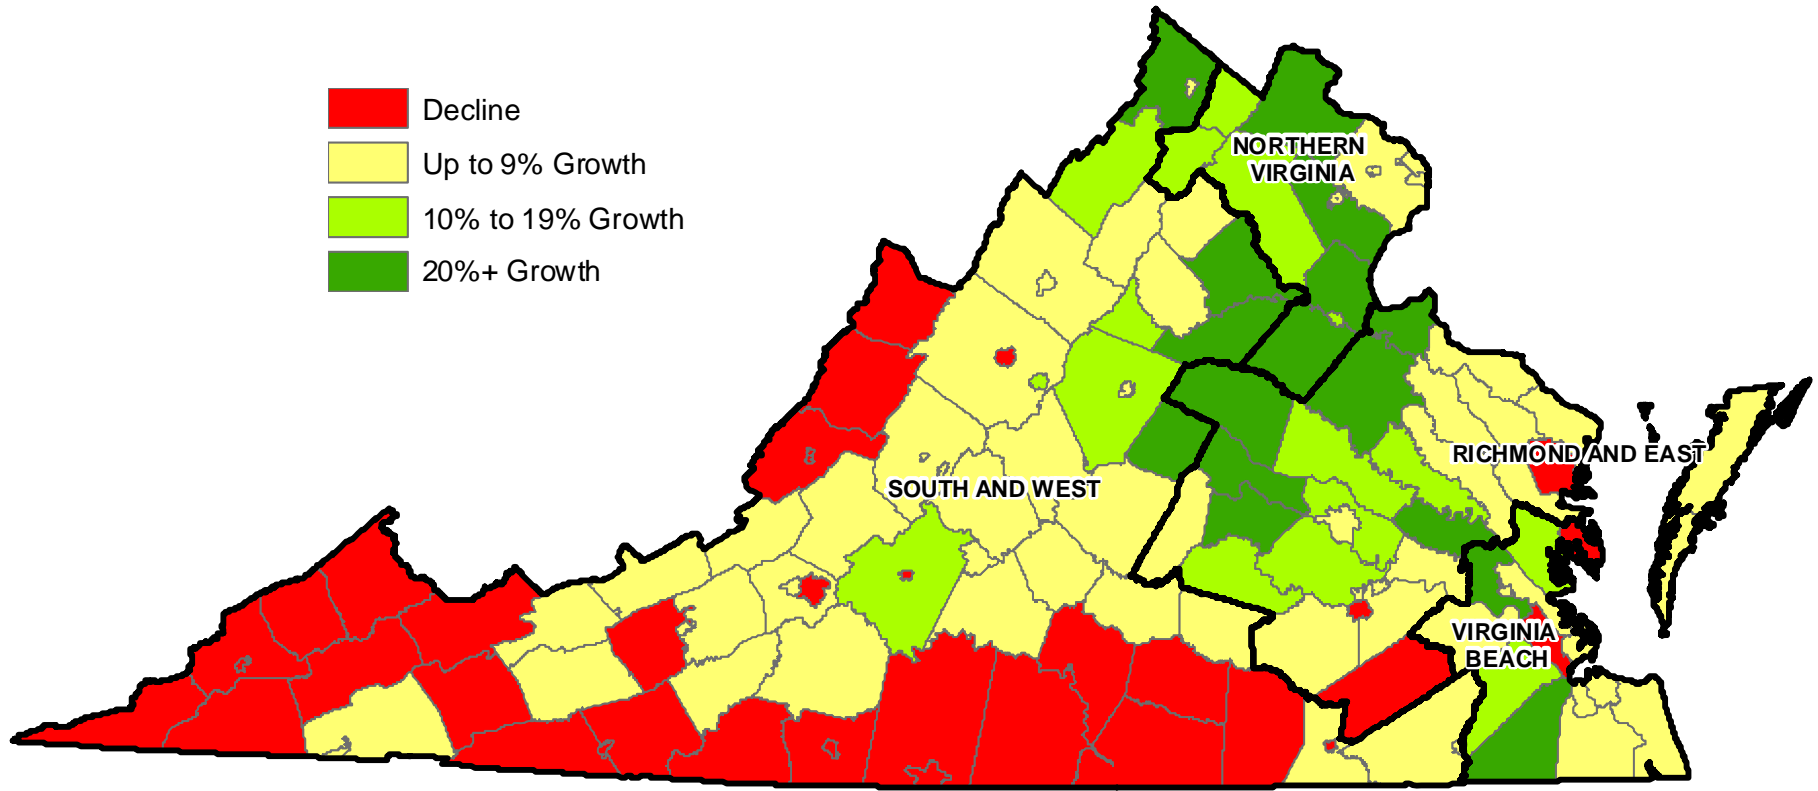 Decline
Up to 9% Growth
10% to 19% Growth
20%+ Growth
NORTHERN
VIRGINIA
RICHMOND AND EAST
SOUTH AND WEST
VIRGINIA
BEACH